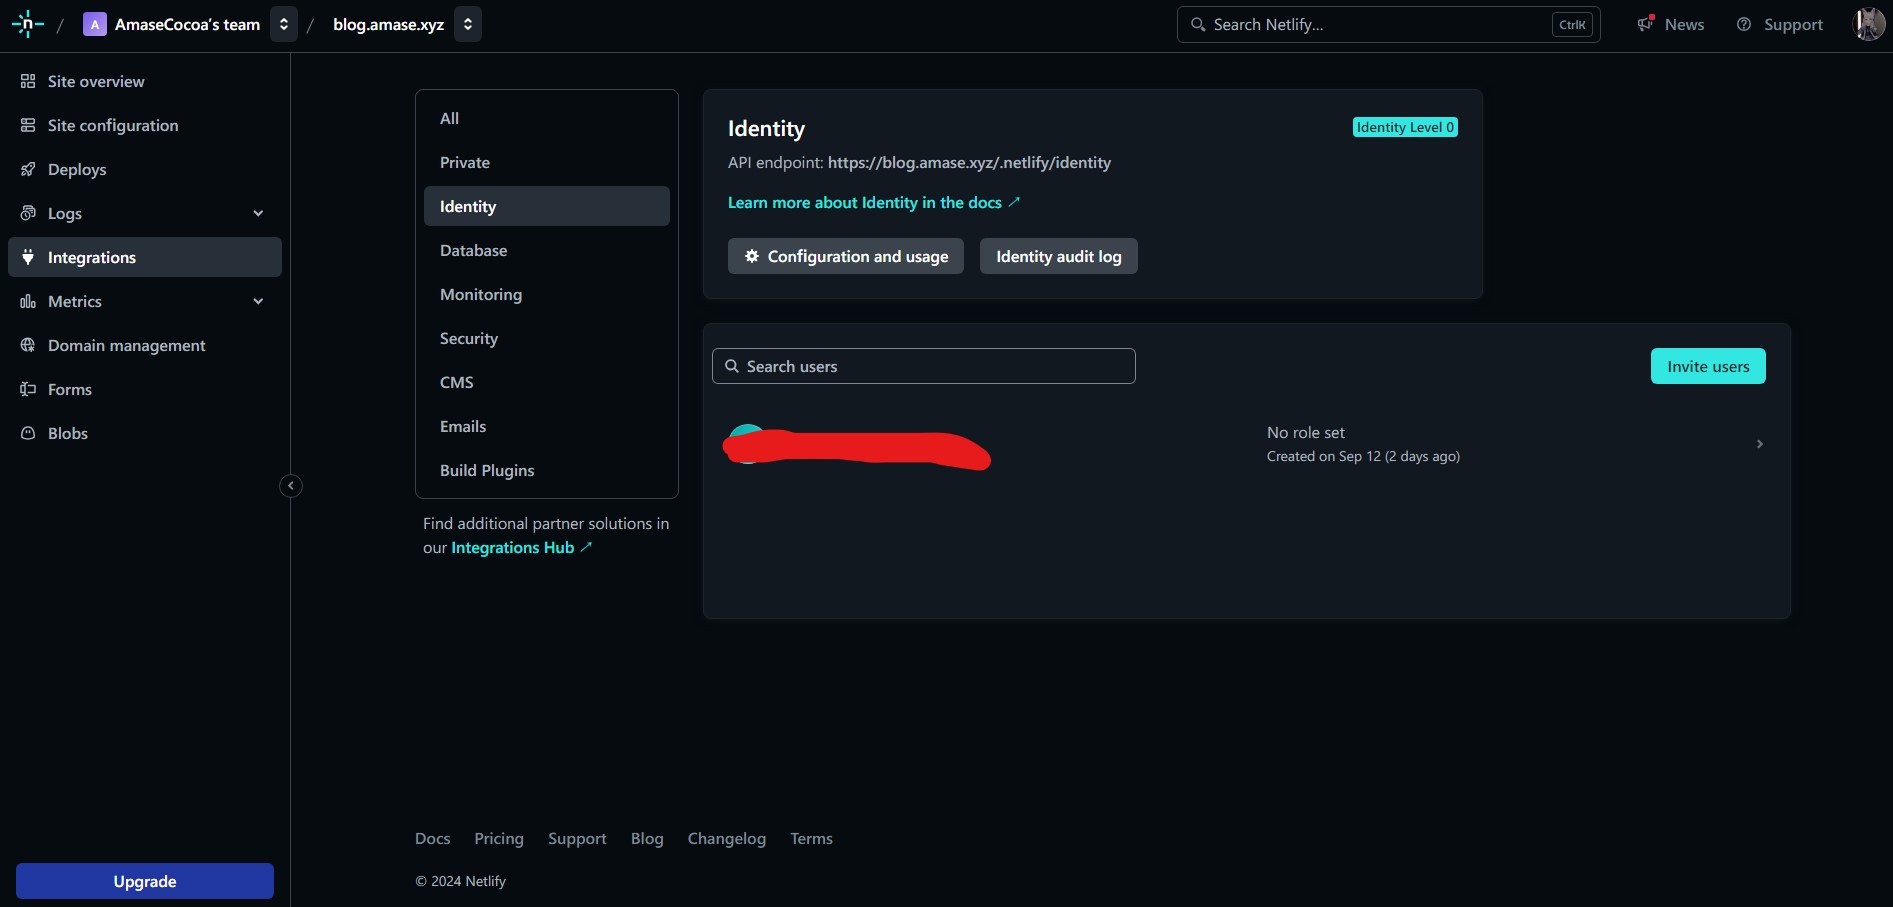 n / A AmaseCocoa's team / blog.amase.xyz
Search Netlify... CtrlK News Support
Site overview
Site configuration
Deploys
Logs
Integrations
Metrics
Domain management
Forms
Blobs
Upgrade
All
Private
Identity
Database
Monitoring
Security
CMS
Emails
Build Plugins
Find additional partner solutions in
our Integrations Hub ↗
Identity
Identity Level 0
API endpoint: https://blog.amase.xyz/.netlify/identity
Learn more about Identity in the docs ↗
Configuration and usage
Identity audit log
Search users
Invite users
No role set
Created on Sep 12 (2 days ago)
Docs Pricing Support Blog Changelog Terms
© 2024 Netlify